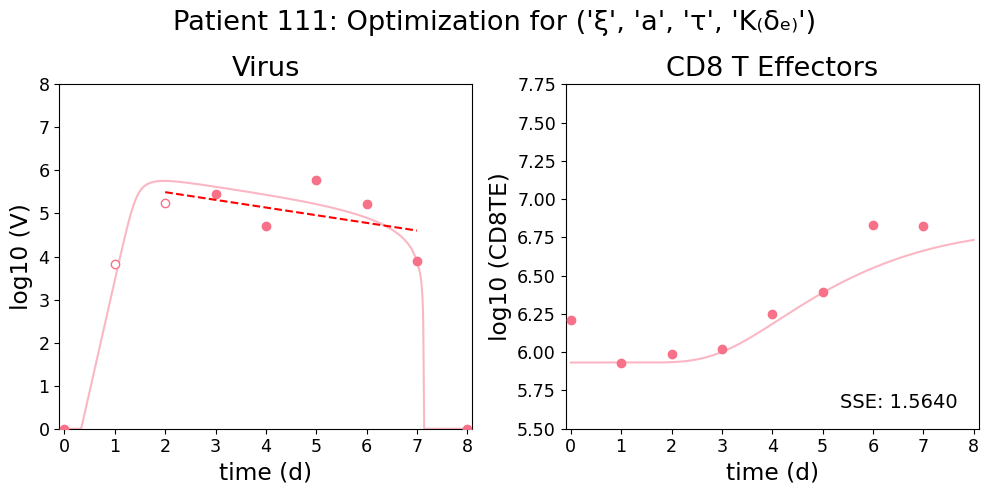 Patient 111: Optimization for ('ξ', 'a', 'τ', 'K₍δₑ₎')
Virus
CD8 T Effectors
log10 (V)
8
7
6
5
4
3
2
1
0
0 1 2 3 4 5 6 7 8
time (d)
log10 (CD8TE)
7.75
7.50
7.25
7.00
6.75
6.50
6.25
6.00
5.75
5.50
SSE: 1.5640
0 1 2 3 4 5 6 7 8
time (d)